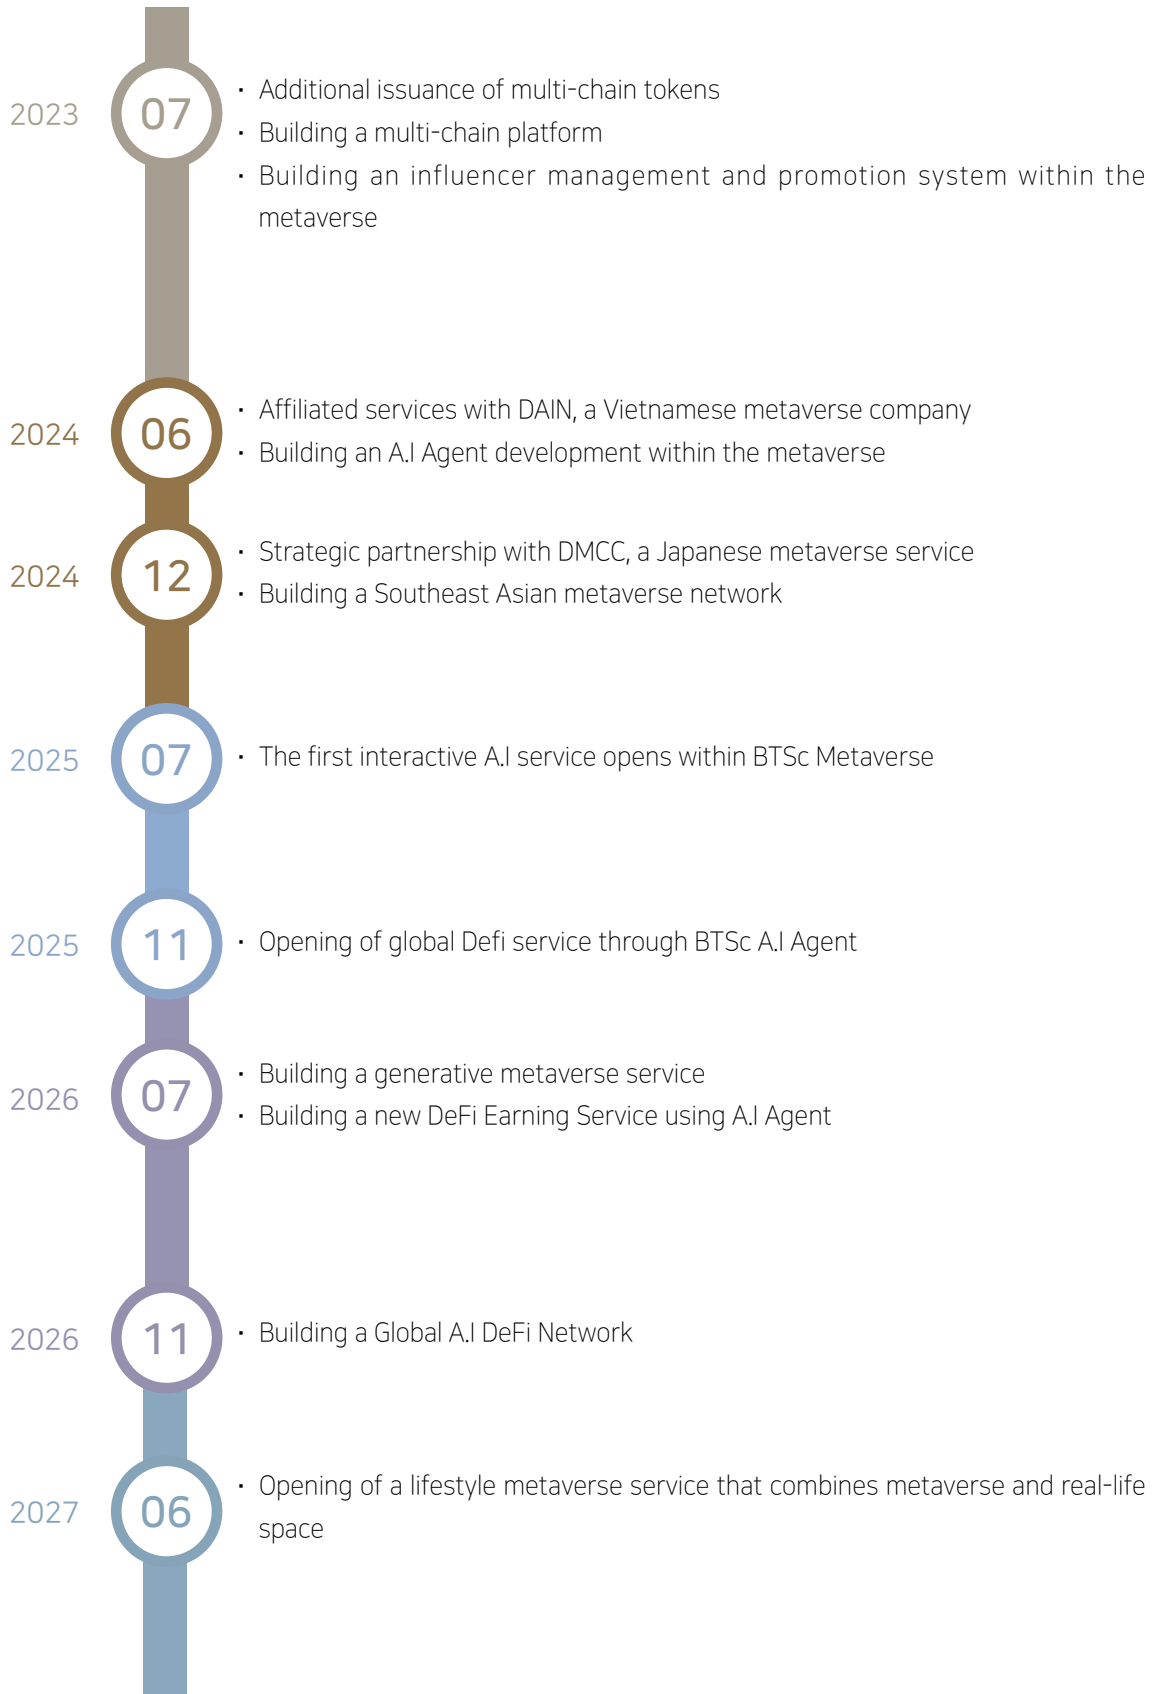 2023
07
· Additional issuance of multi-chain tokens
· Building a multi-chain platform
· Building an influencer management and promotion system within the
metaverse
2024
06
· Affiliated services with DAIN, a Vietnamese metaverse company
· Building an A.I Agent development within the metaverse
2024
12
· Strategic partnership with DMCC, a Japanese metaverse service
· Building a Southeast Asian metaverse network
2025
07
· The first interactive A.I service opens within BTSc Metaverse
2025
11
· Opening of global Defi service through BTSc A.I Agent
2026
07
· Building a generative metaverse service
· Building a new DeFi Earning Service using A.I Agent
2026
11
· Building a Global A.I DeFi Network
2027
06
· Opening of a lifestyle metaverse service that combines metaverse and real-life
space